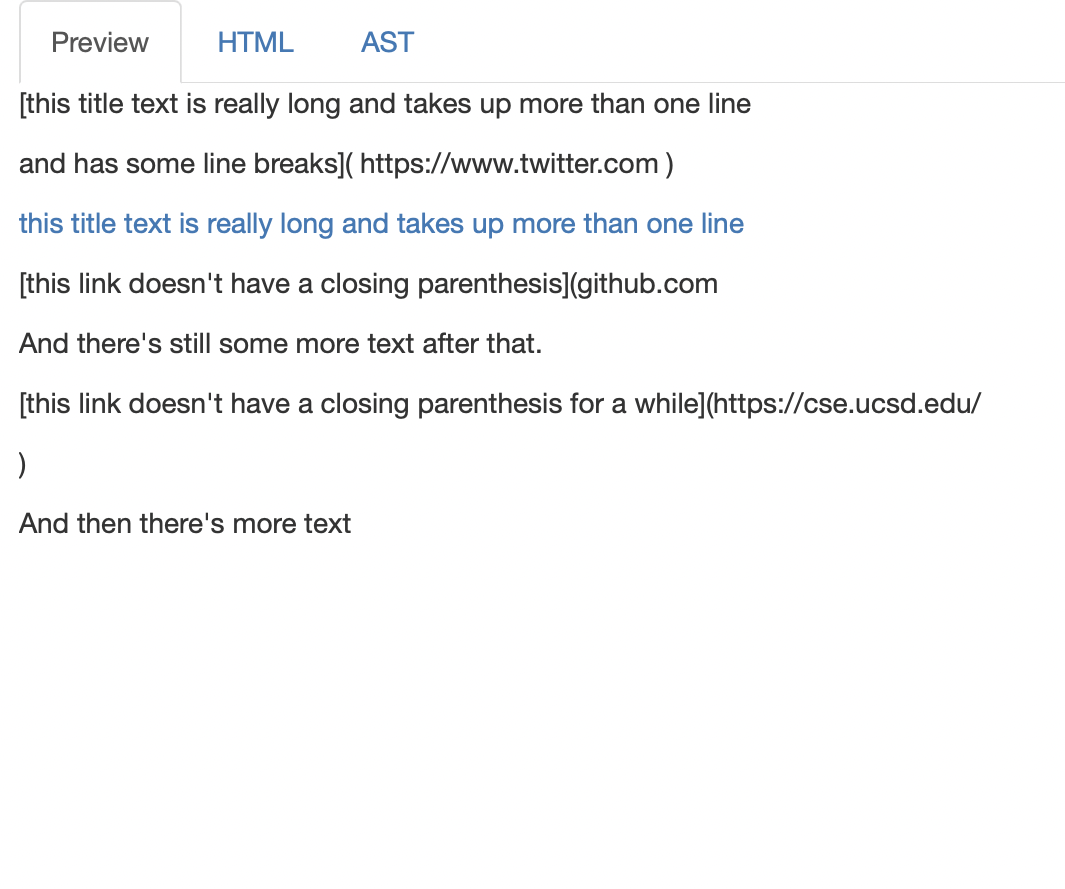 Preview HTML AST
[this title text is really long and takes up more than one line
and has some line breaks]( https://www.twitter.com )
this title text is really long and takes up more than one line
[this link doesn't have a closing parenthesis](github.com
And there's still some more text after that.
[this link doesn't have a closing parenthesis for a while](https://cse.ucsd.edu/
)
And then there's more text